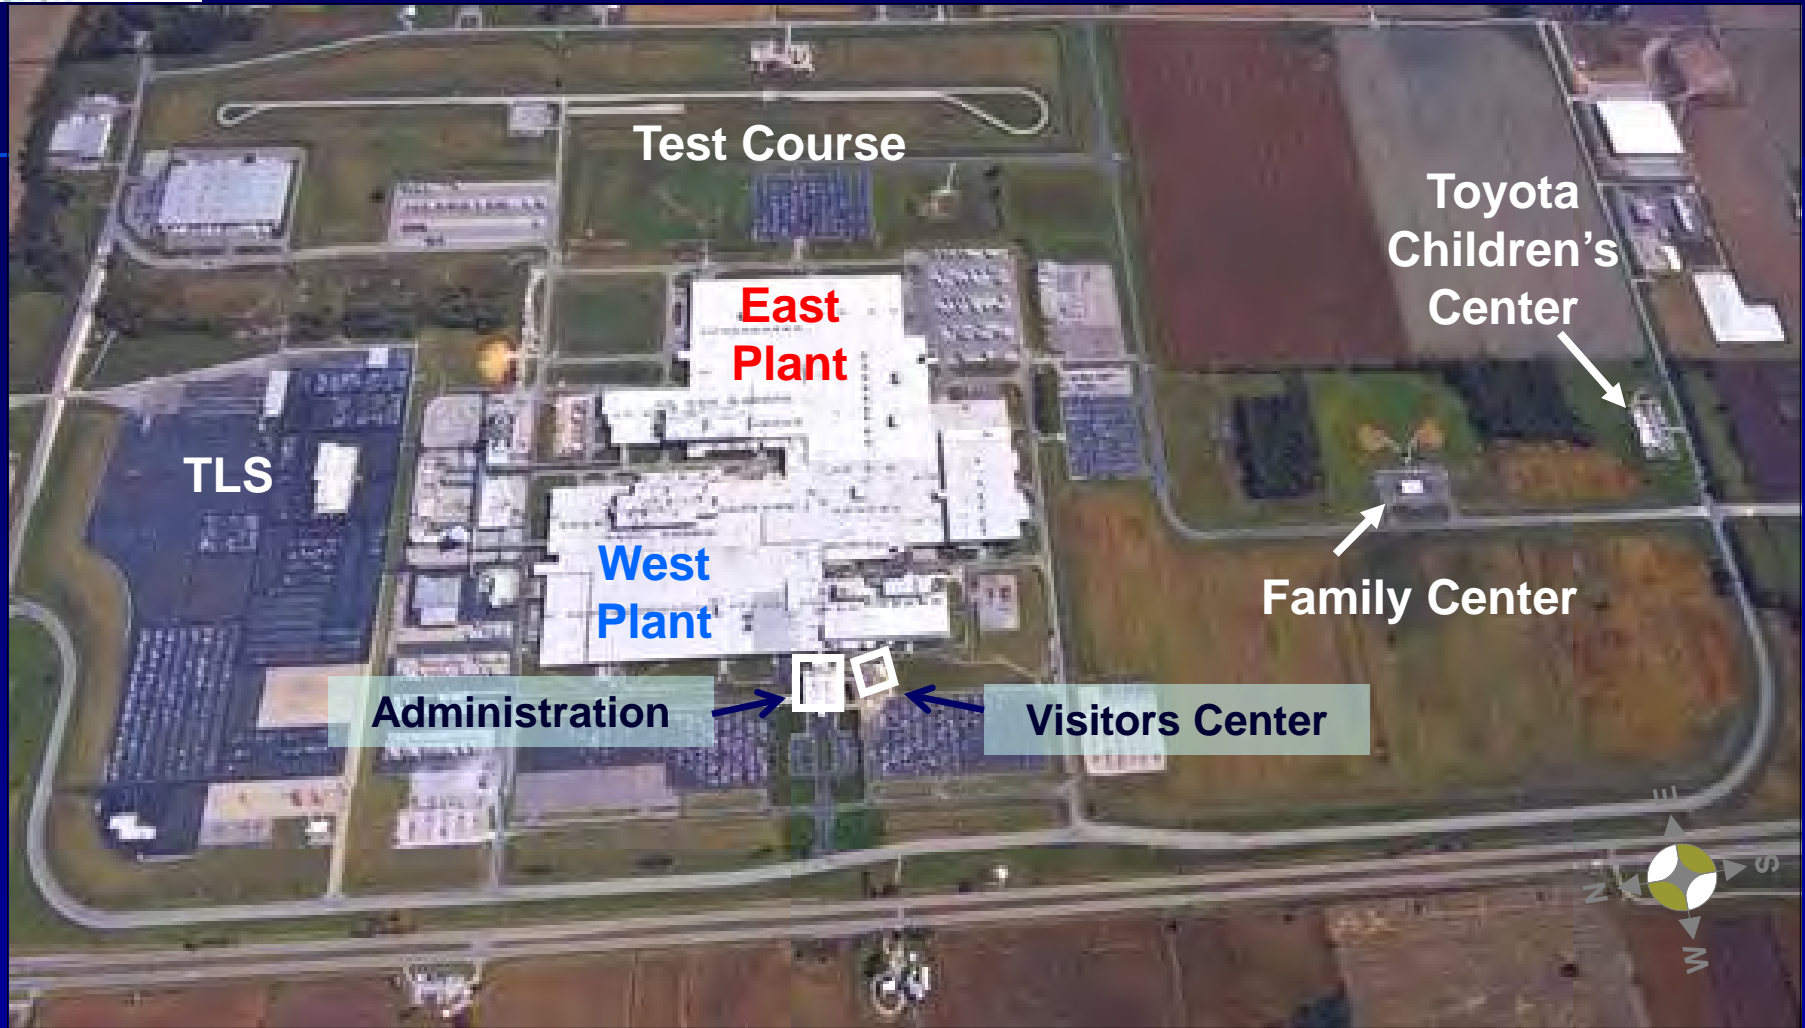 Test Course
Toyota
Children’s
Center
East
Plant
TLS
West
Plant
Family Center
Administration
Visitors Center
E
S
N
W